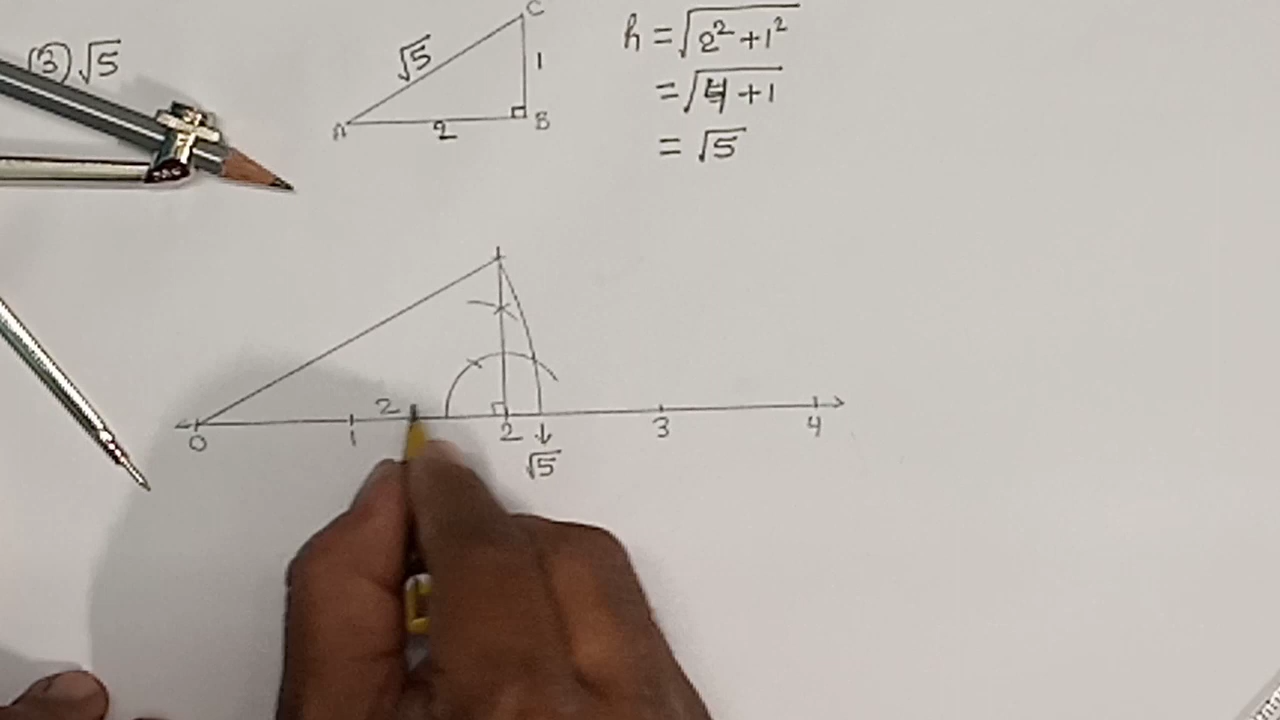 (3) √5
C
√5
1
A
2
B
h = √2² + 1²
= √4 + 1
= √5
2
0
1
2
3
4
↓
√5